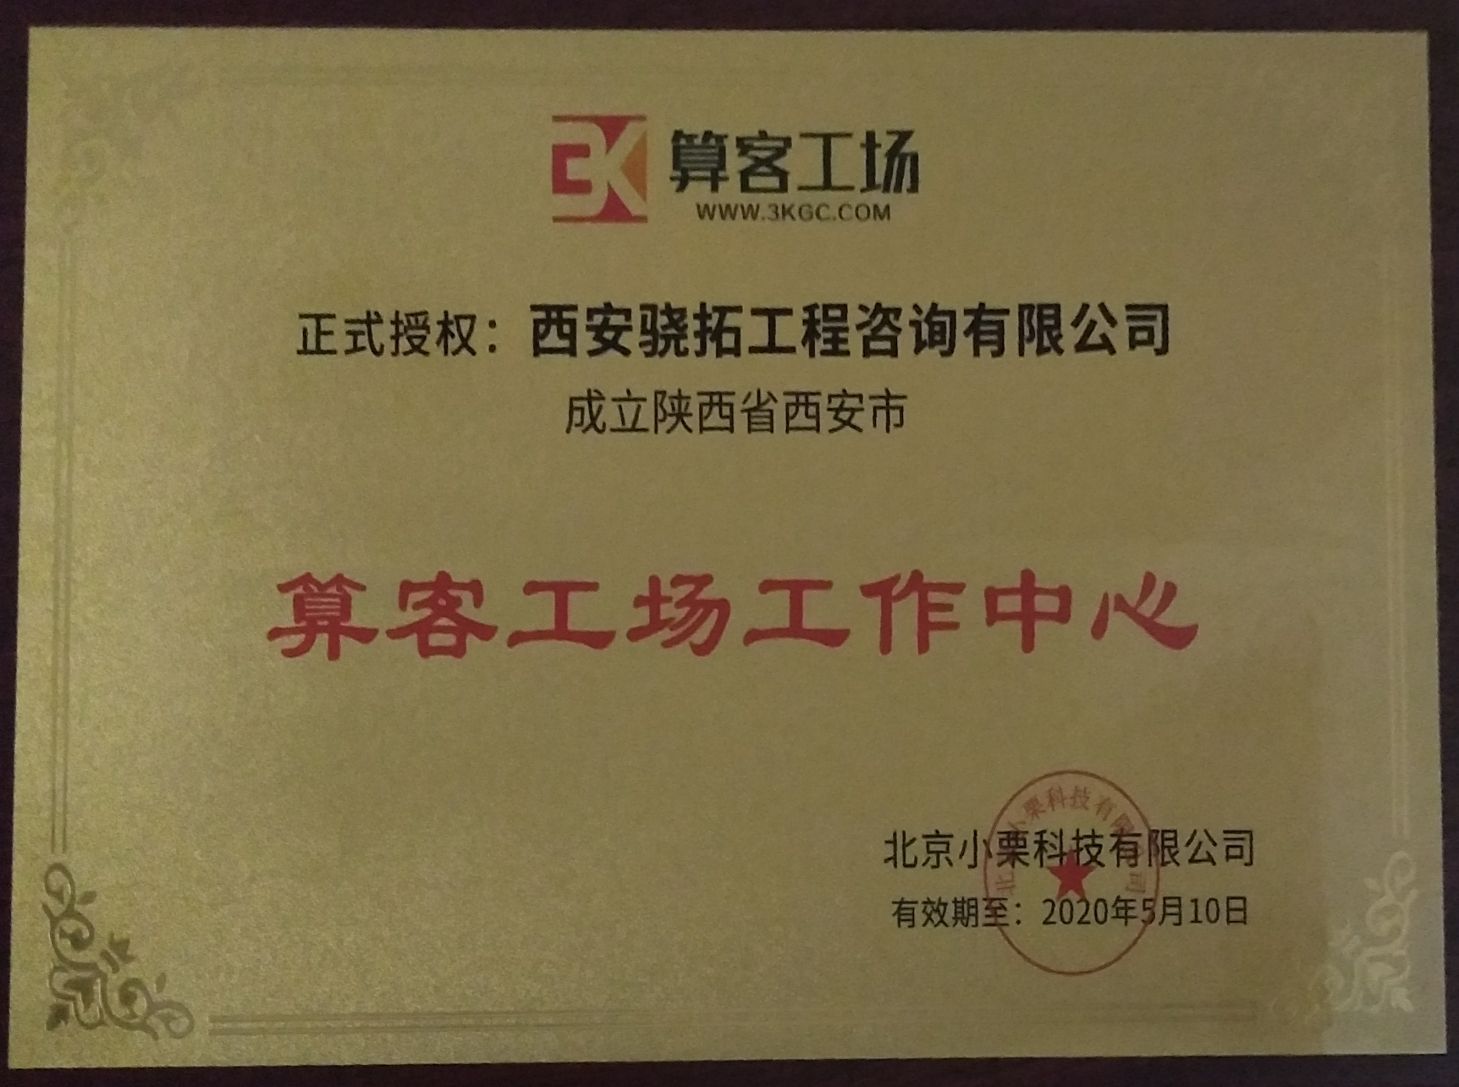 3K 算客工场
WWW.3KGC.COM
正式授权：西安骁拓工程咨询有限公司
成立陕西省西安市
算客工场工作中心
北京小栗科技有限公司
有效期至：2020年5月10日